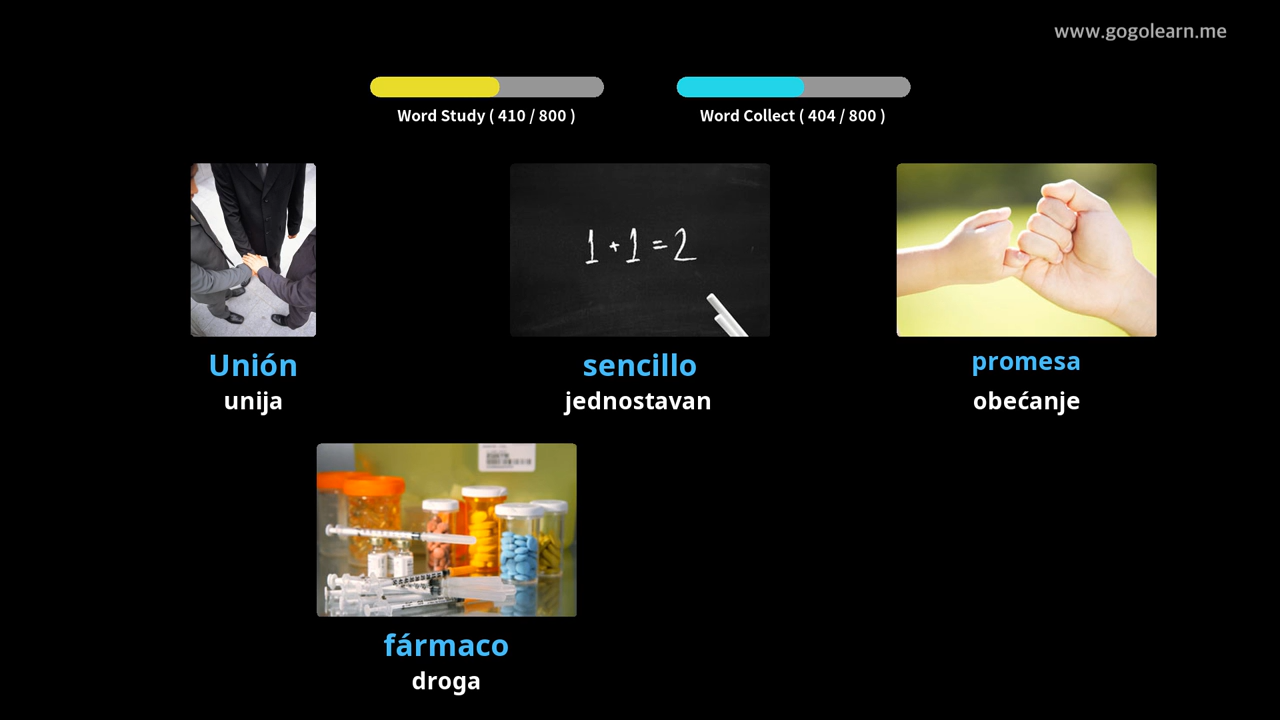 www.gogolearn.me
Word Study ( 410 / 800 )
Word Collect ( 404 / 800 )
1 + 1 = 2
Unión
unija
sencillo
jednostavan
promesa
obećanje
fármaco
droga